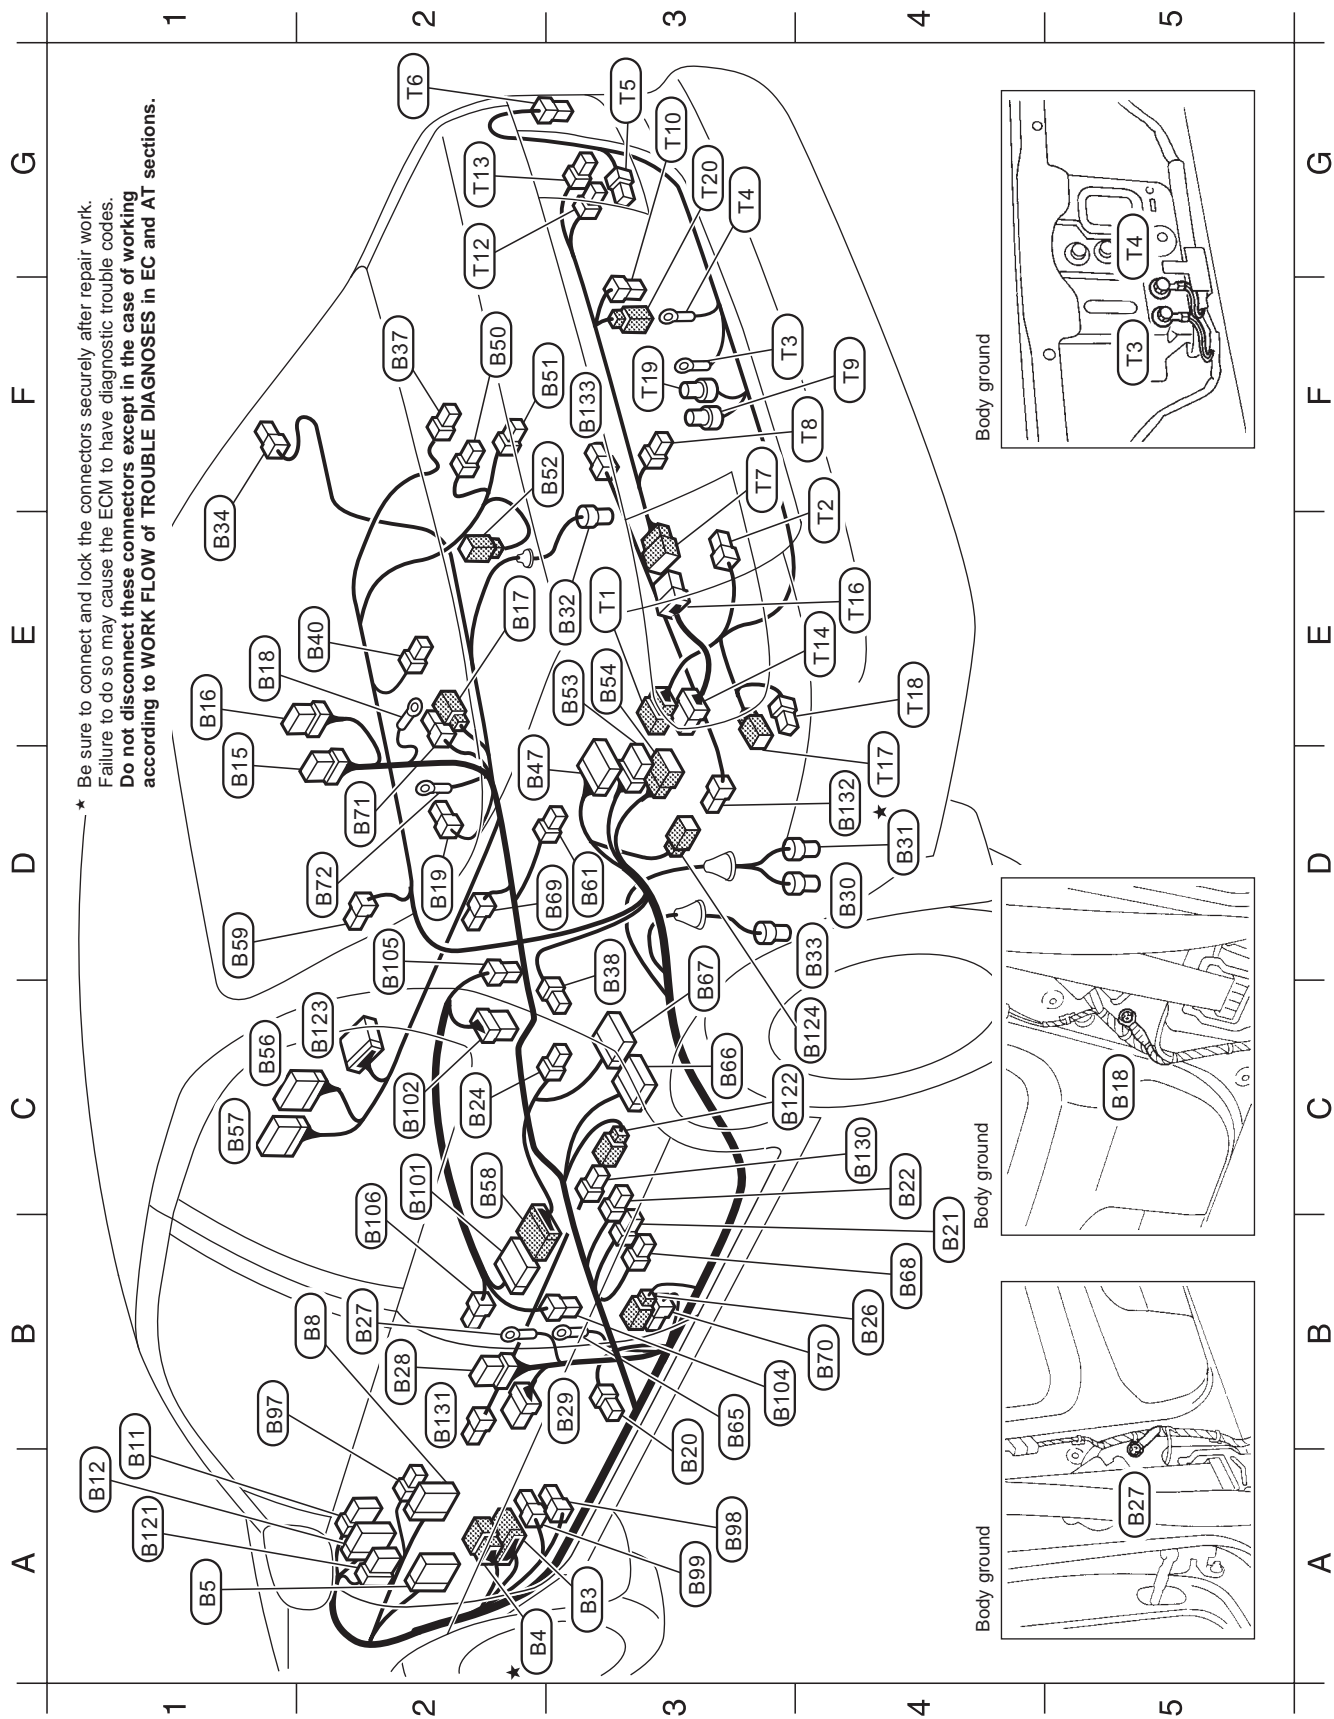 1
2
3
4
5
G
F
E
D
C
B
A
★ Be sure to connect and lock the connectors securely after repair work.
Failure to do so may cause the ECM to have diagnostic trouble codes.
Do not disconnect these connectors except in the case of working
according to WORK FLOW of TROUBLE DIAGNOSES in EC and AT sections.
T6
T5
T13
T10
T12
T20
T4
B37
B50
B51
B133
T19
T3
T9
T8
B34
B52
T7
T2
B18
B40
B17
B32
T1
T16
B16
B53
B54
T14
T18
B15
B71
B47
T17
B132
★
B31
B72
B19
B69
B61
B30
B59
B105
B38
B33
B67
B56
B123
B124
B57
B102
B24
B66
B122
B106
B101
B58
B130
B22
B21
B8
B27
B68
B26
B70
B28
B131
B29
B104
B65
B20
B97
B11
B12
B121
B5
B98
B99
B3
B4
★
Body ground
T4
T3
Body ground
B18
Body ground
B27
1
2
3
4
5
G
F
E
D
C
B
A